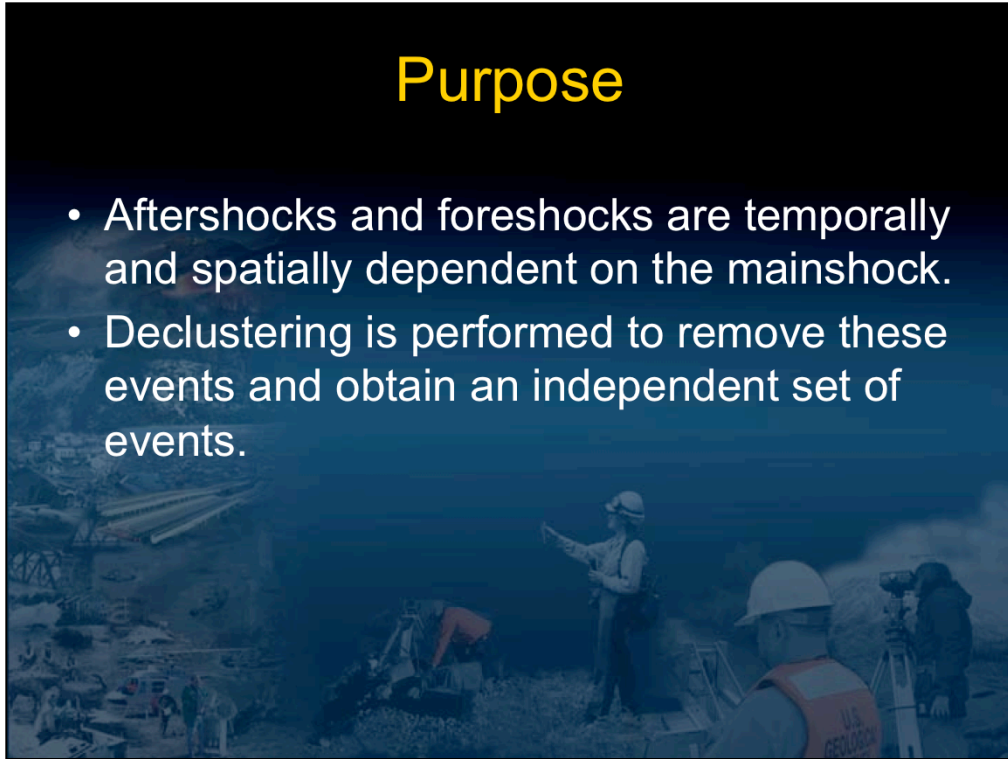 Purpose
• Aftershocks and foreshocks are temporally
and spatially dependent on the mainshock.
• Declustering is performed to remove these
events and obtain an independent set of
events.
U.S.
GEOLOGICAL